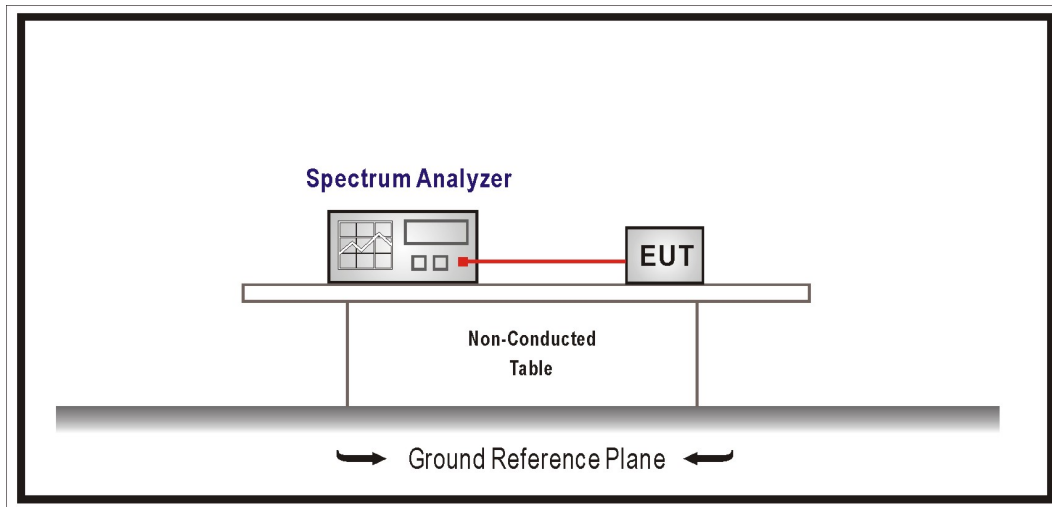 Spectrum Analyzer
EUT
Non-Conducted
Table
Ground Reference Plane